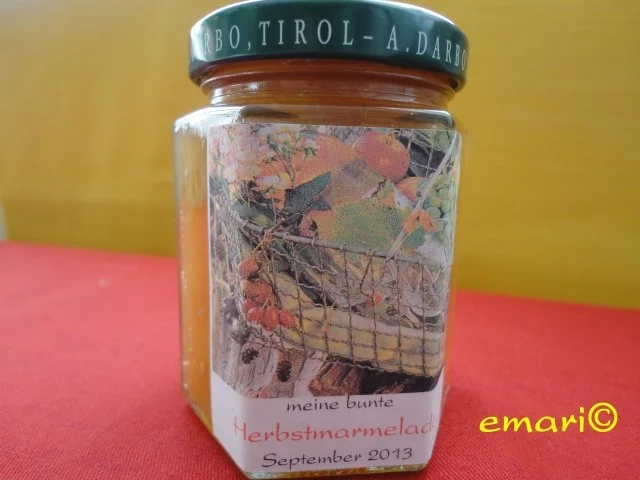 RBO, TIROL - A. DARBO
meine bunte
Herbstmarmelad
September 2013
emari©